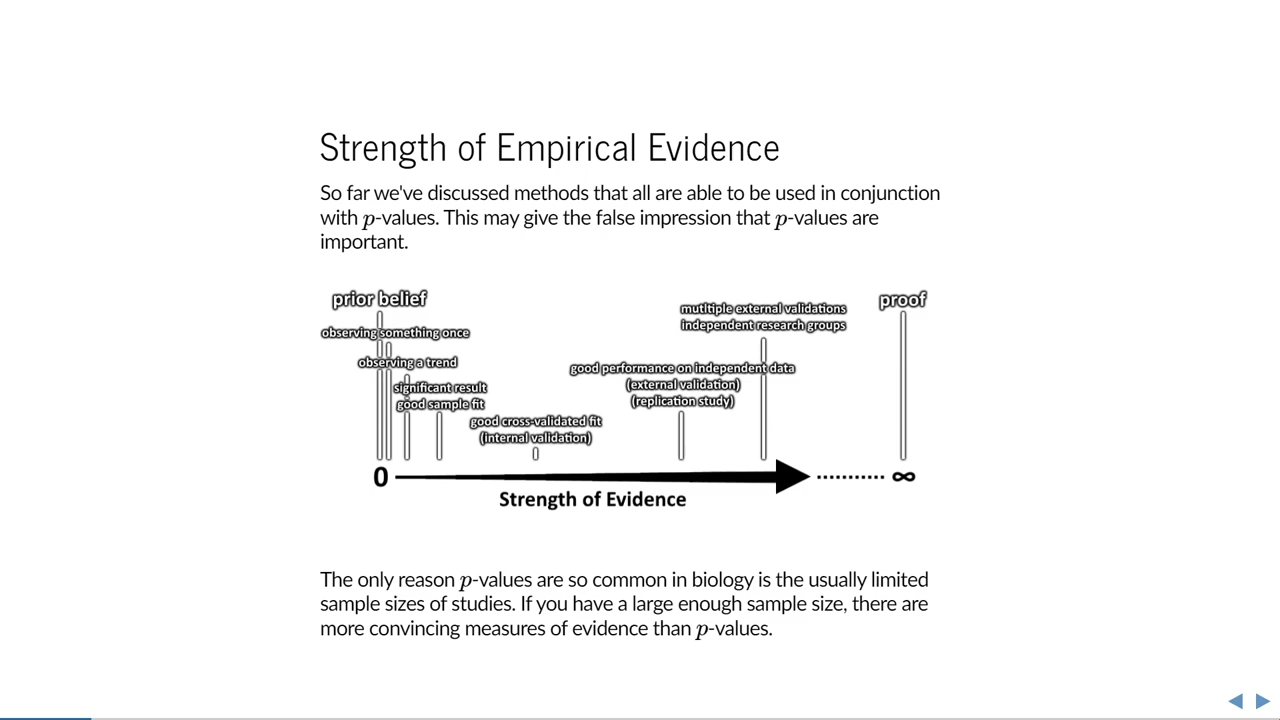 Strength of Empirical Evidence
So far we've discussed methods that all are able to be used in conjunction
with p-values. This may give the false impression that p-values are
important.
prior belief
observing something once
observing a trend
significant result
good sample fit
good cross-validated fit
(internal validation)
good performance on independent data
(external validation)
(replication study)
mutltiple external validations
independent research groups
proof
0
∞
Strength of Evidence
The only reason p-values are so common in biology is the usually limited
sample sizes of studies. If you have a large enough sample size, there are
more convincing measures of evidence than p-values.